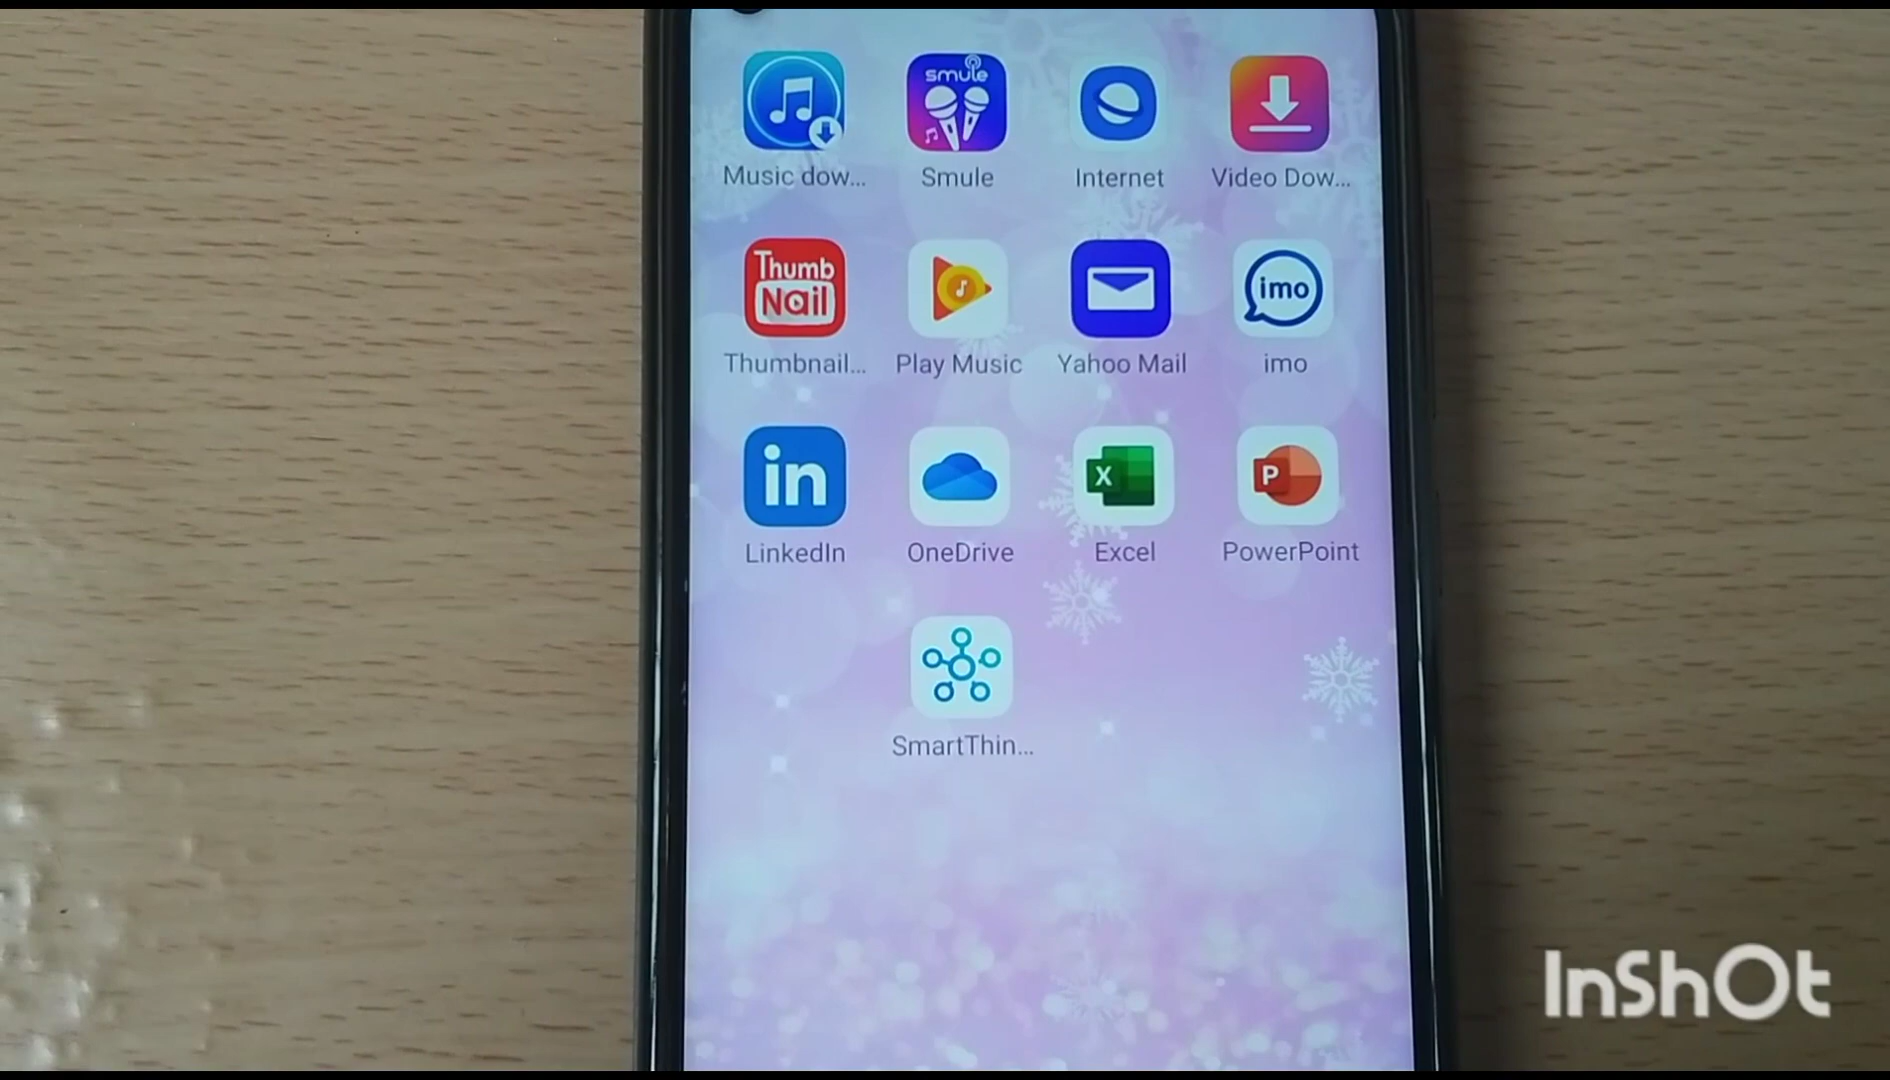 smule
Music dow...
Smule
Internet
Video Dow...
Thumb
Nail
imo
Thumbnail...
Play Music
Yahoo Mail
imo
in
X
P
LinkedIn
OneDrive
Excel
PowerPoint
SmartThin...
InShOt